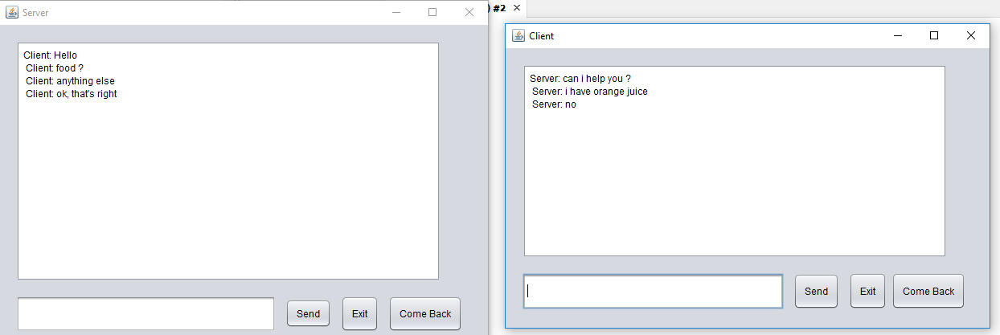 Server
Client: Hello
Client: food ?
Client: anything else
Client: ok, that's right
Send
Exit
Come Back
) #2
Client
Server: can i help you ?
Server: i have orange juice
Server: no
Send
Exit
Come Back